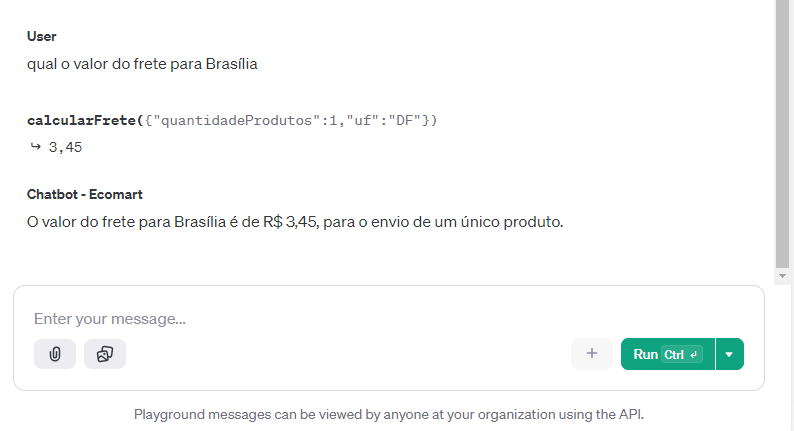 User
qual o valor do frete para Brasília
calcularFrete({"quantidadeProdutos":1,"uf":"DF"})
↪ 3,45
Chatbot - Ecomart
O valor do frete para Brasília é de R$ 3,45, para o envio de um único produto.
Enter your message...
Run Ctrl ↵
Playground messages can be viewed by anyone at your organization using the API.